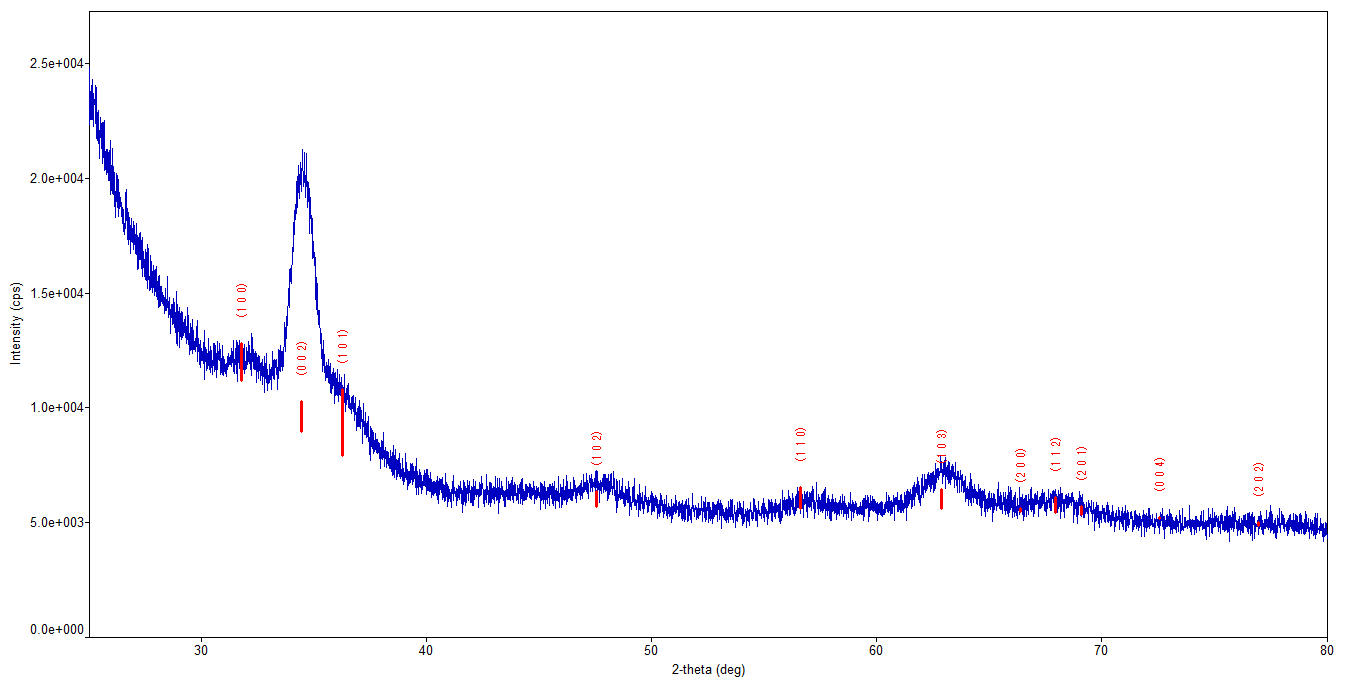 2.5e+004
2.0e+004
1.5e+004
1.0e+004
5.0e+003
0.0e+000
Intensity (cps)
(1 0 0)
(0 0 2)
(1 0 1)
(1 0 2)
(1 1 0)
(1 0 3)
(2 0 0)
(1 1 2)
(2 0 1)
(0 0 4)
(2 0 2)
30 40 50 60 70 80
2-theta (deg)